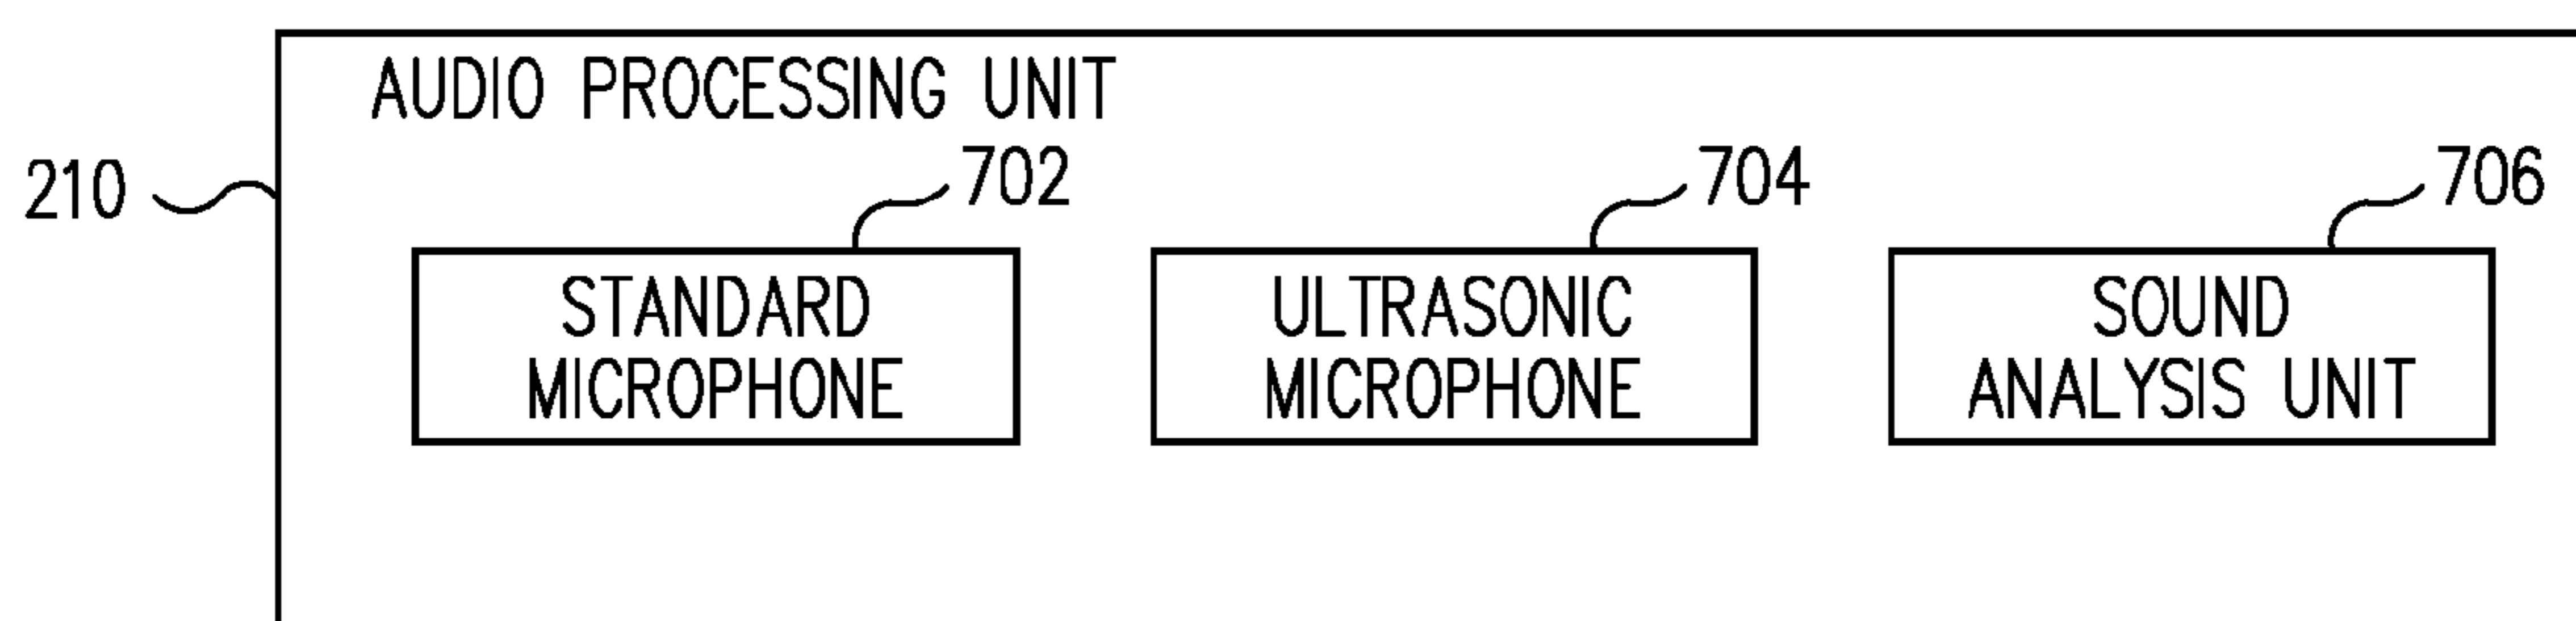 AUDIO PROCESSING UNIT
210
702
704
706
STANDARD
MICROPHONE
ULTRASONIC
MICROPHONE
SOUND
ANALYSIS UNIT